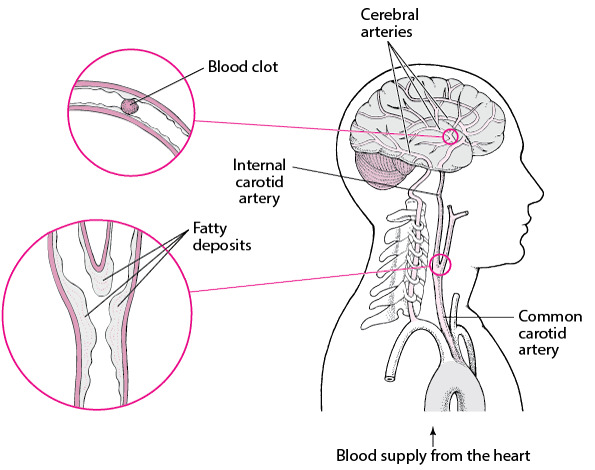 Cerebral
arteries
Blood clot
Internal
carotid
artery
Fatty
deposits
Common
carotid
artery
Blood supply from the heart